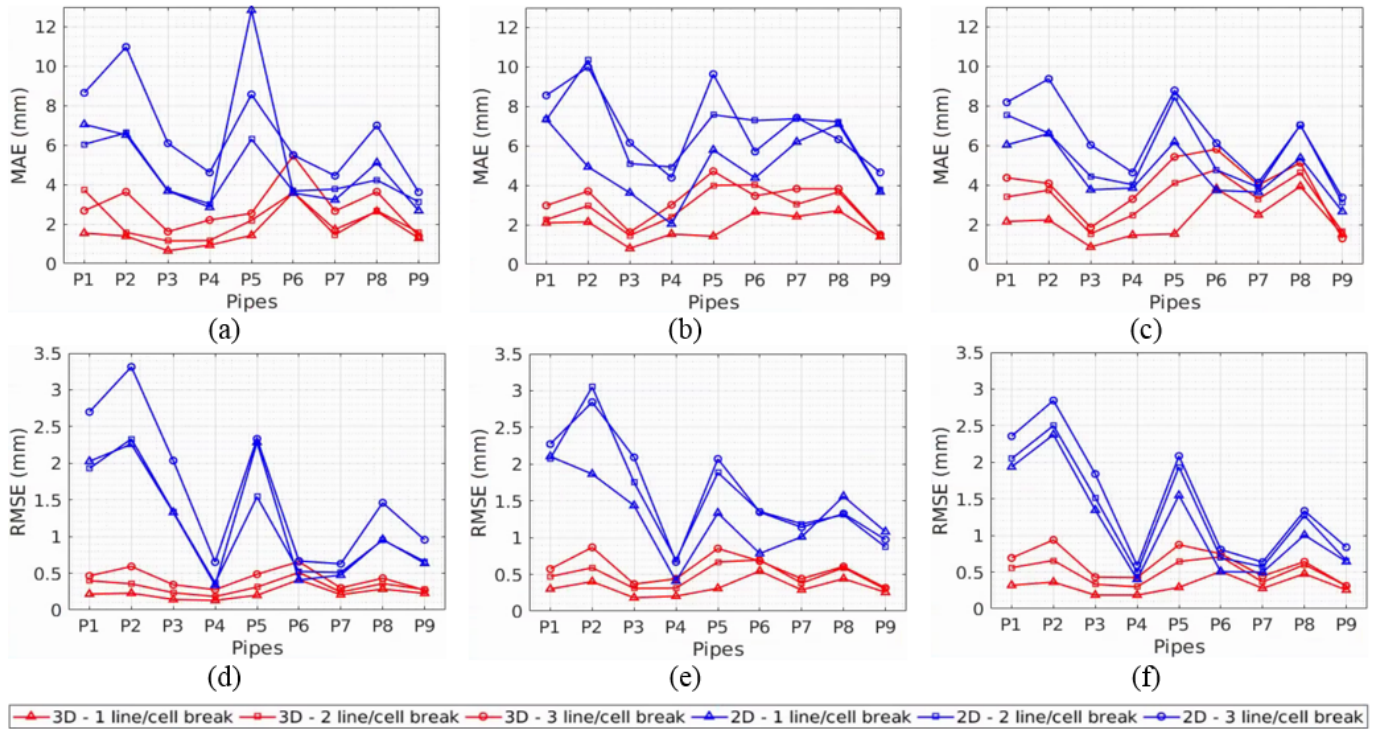 12
10
8
6
4
2
0
MAE (mm)
P1 P2 P3 P4 P5 P6 P7 P8 P9
Pipes
(a)
12
10
8
6
4
2
0
MAE (mm)
P1 P2 P3 P4 P5 P6 P7 P8 P9
Pipes
(b)
12
10
8
6
4
2
0
MAE (mm)
P1 P2 P3 P4 P5 P6 P7 P8 P9
Pipes
(c)
3.5
3
2.5
2
1.5
1
0.5
0
RMSE (mm)
P1 P2 P3 P4 P5 P6 P7 P8 P9
Pipes
(d)
3.5
3
2.5
2
1.5
1
0.5
0
RMSE (mm)
P1 P2 P3 P4 P5 P6 P7 P8 P9
Pipes
(e)
3.5
3
2.5
2
1.5
1
0.5
0
RMSE (mm)
P1 P2 P3 P4 P5 P6 P7 P8 P9
Pipes
(f)
3D - 1 line/cell break 3D - 2 line/cell break 3D - 3 line/cell break 2D - 1 line/cell break 2D - 2 line/cell break 2D - 3 line/cell break